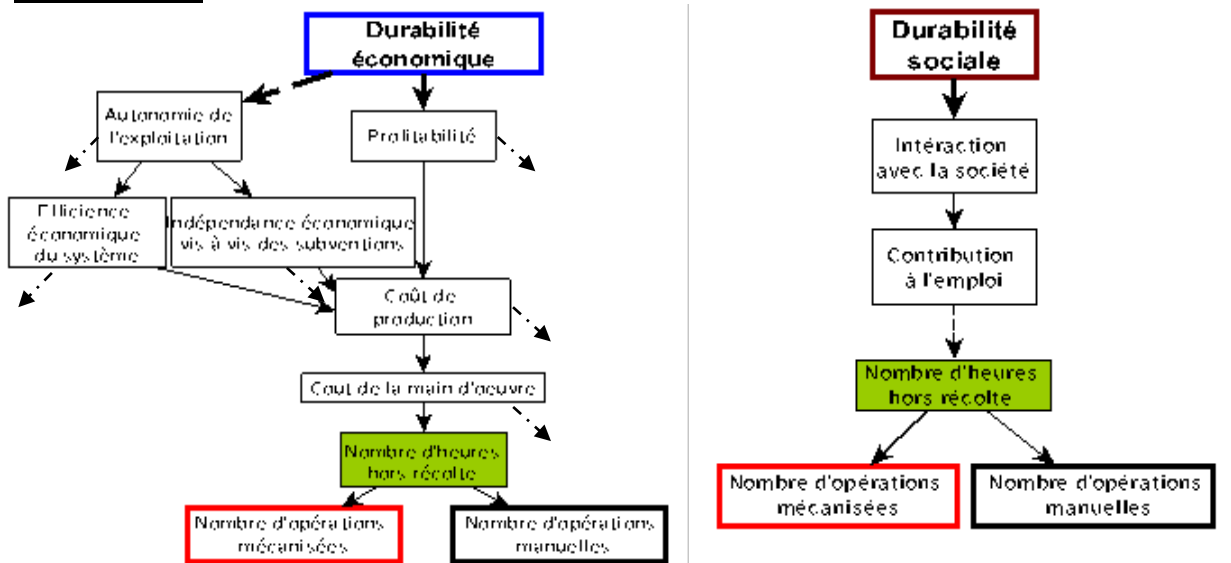 Durabilité
économique
Autonomie de
l'exploitation
Profitabilité
Efficience
économique
du système
Indépendance économique
vis à vis des subventions
Coût de
production
Cout de la main d'oeuvre
Nombre d'heures
hors récolte
Nombre d'opérations
mécanisées
Nombre d'opérations
manuelles
Durabilité
sociale
Intéraction
avec la société
Contribution
à l'emploi
Nombre d'heures
hors récolte
Nombre d'opérations
mécanisées
Nombre d'opérations
manuelles